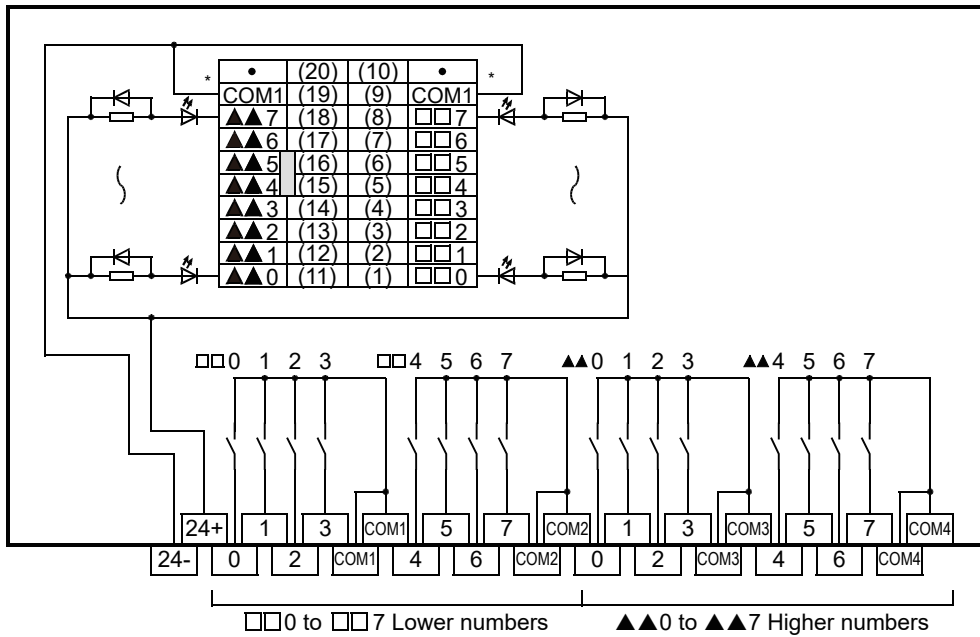 * • (20) (10) • *
COM1 (19) (9) COM1
▲▲7 (18) (8) □□7
▲▲6 (17) (7) □□6
▲▲5 (16) (6) □□5
▲▲4 (15) (5) □□4
▲▲3 (14) (4) □□3
▲▲2 (13) (3) □□2
▲▲1 (12) (2) □□1
▲▲0 (11) (1) □□0
□□0 1 2 3 □□4 5 6 7 ▲▲0 1 2 3 ▲▲4 5 6 7
24+ 1 3 COM1 5 7 COM2 1 3 COM3 5 7 COM4
24- 0 2 COM1 4 6 COM2 0 2 COM3 4 6 COM4
□□0 to □□7 Lower numbers ▲▲0 to ▲▲7 Higher numbers